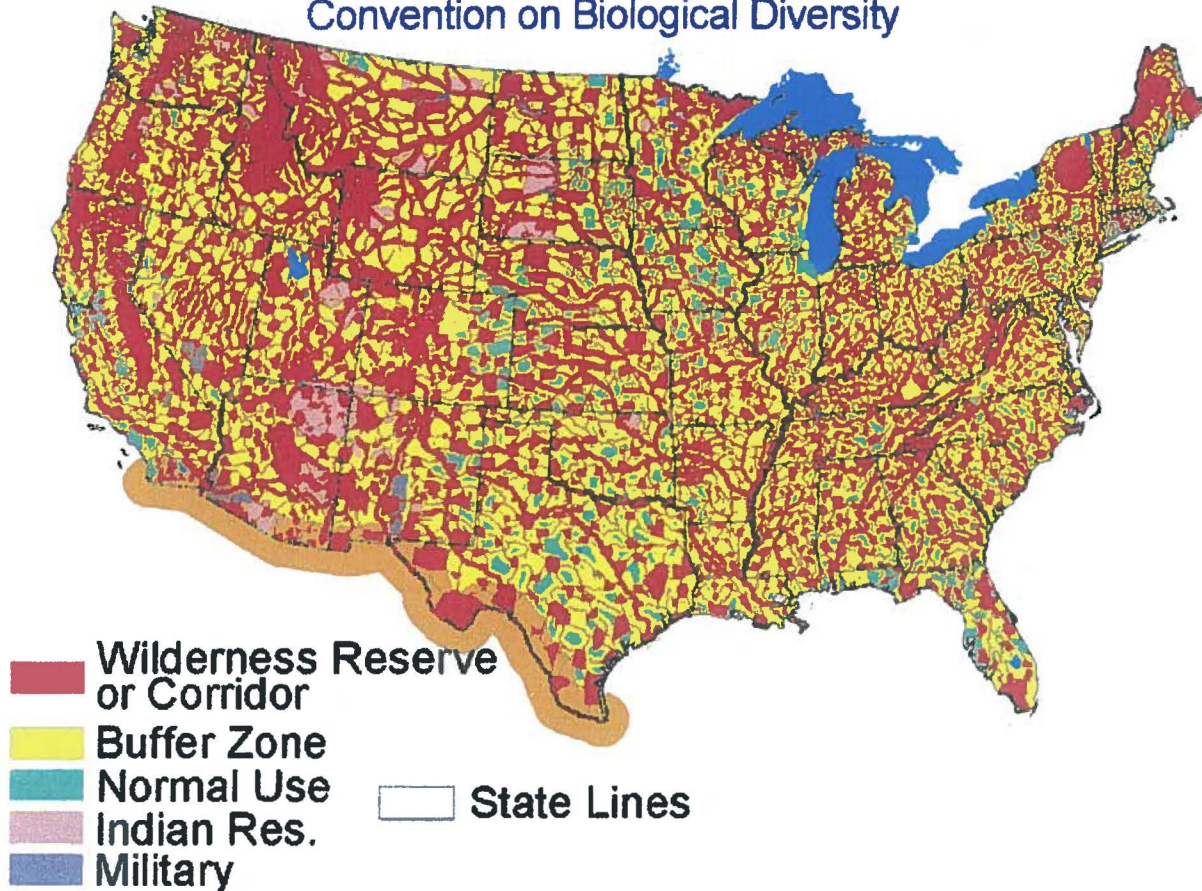 Convention on Biological Diversity
Wilderness Reserve
or Corridor
Buffer Zone
Normal Use
State Lines
Indian Res.
Military